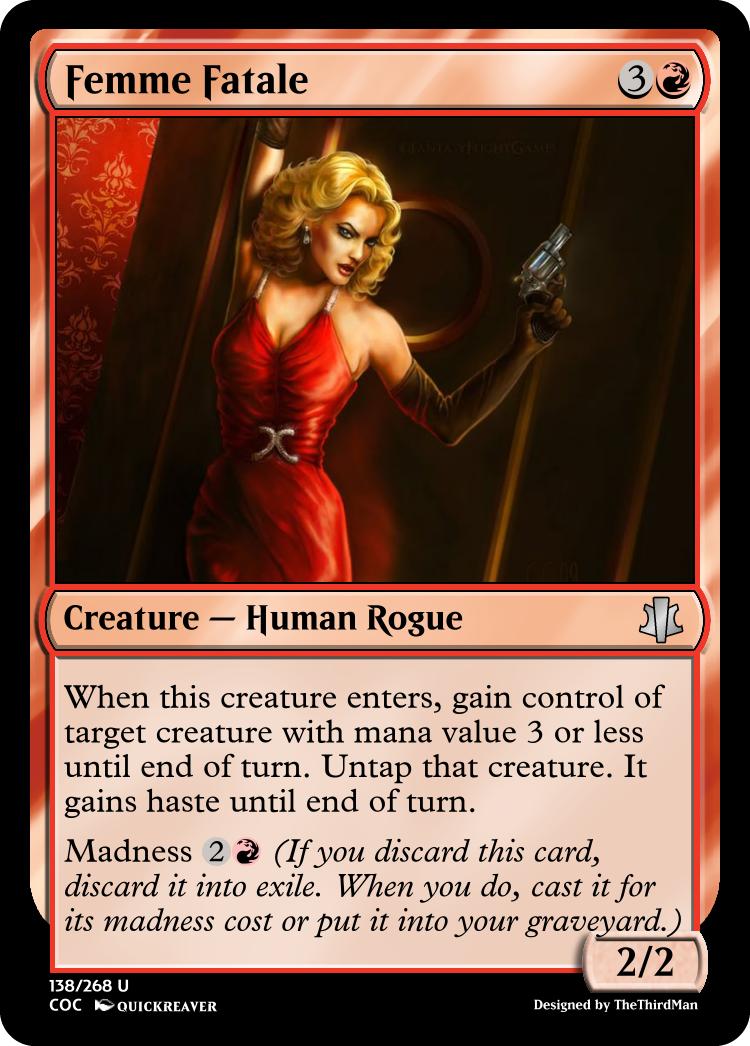 Femme Fatale 3
©FANTASYFLIGHTGAMES
Creature — Human Rogue
When this creature enters, gain control of
target creature with mana value 3 or less
until end of turn. Untap that creature. It
gains haste until end of turn.
Madness 2 (If you discard this card,
discard it into exile. When you do, cast it for
its madness cost or put it into your graveyard.)
2/2
138/268 U
COC QUICKREAVER
Designed by TheThirdMan